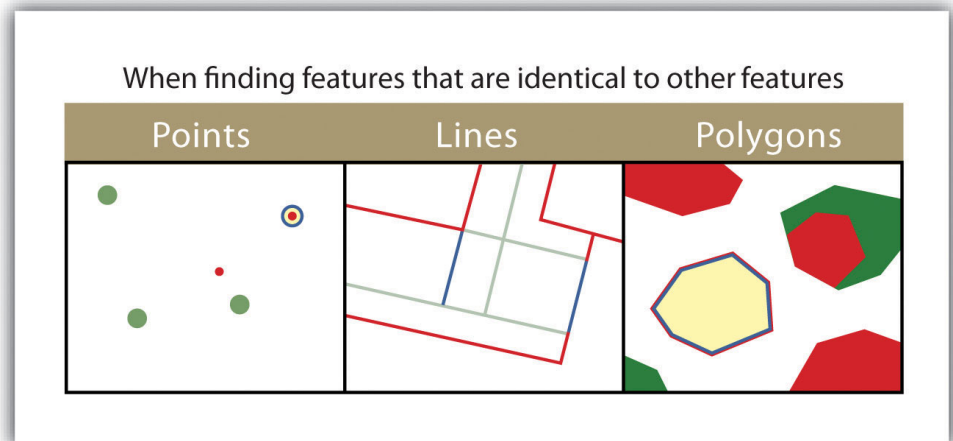 When finding features that are identical to other features
Points
Lines
Polygons